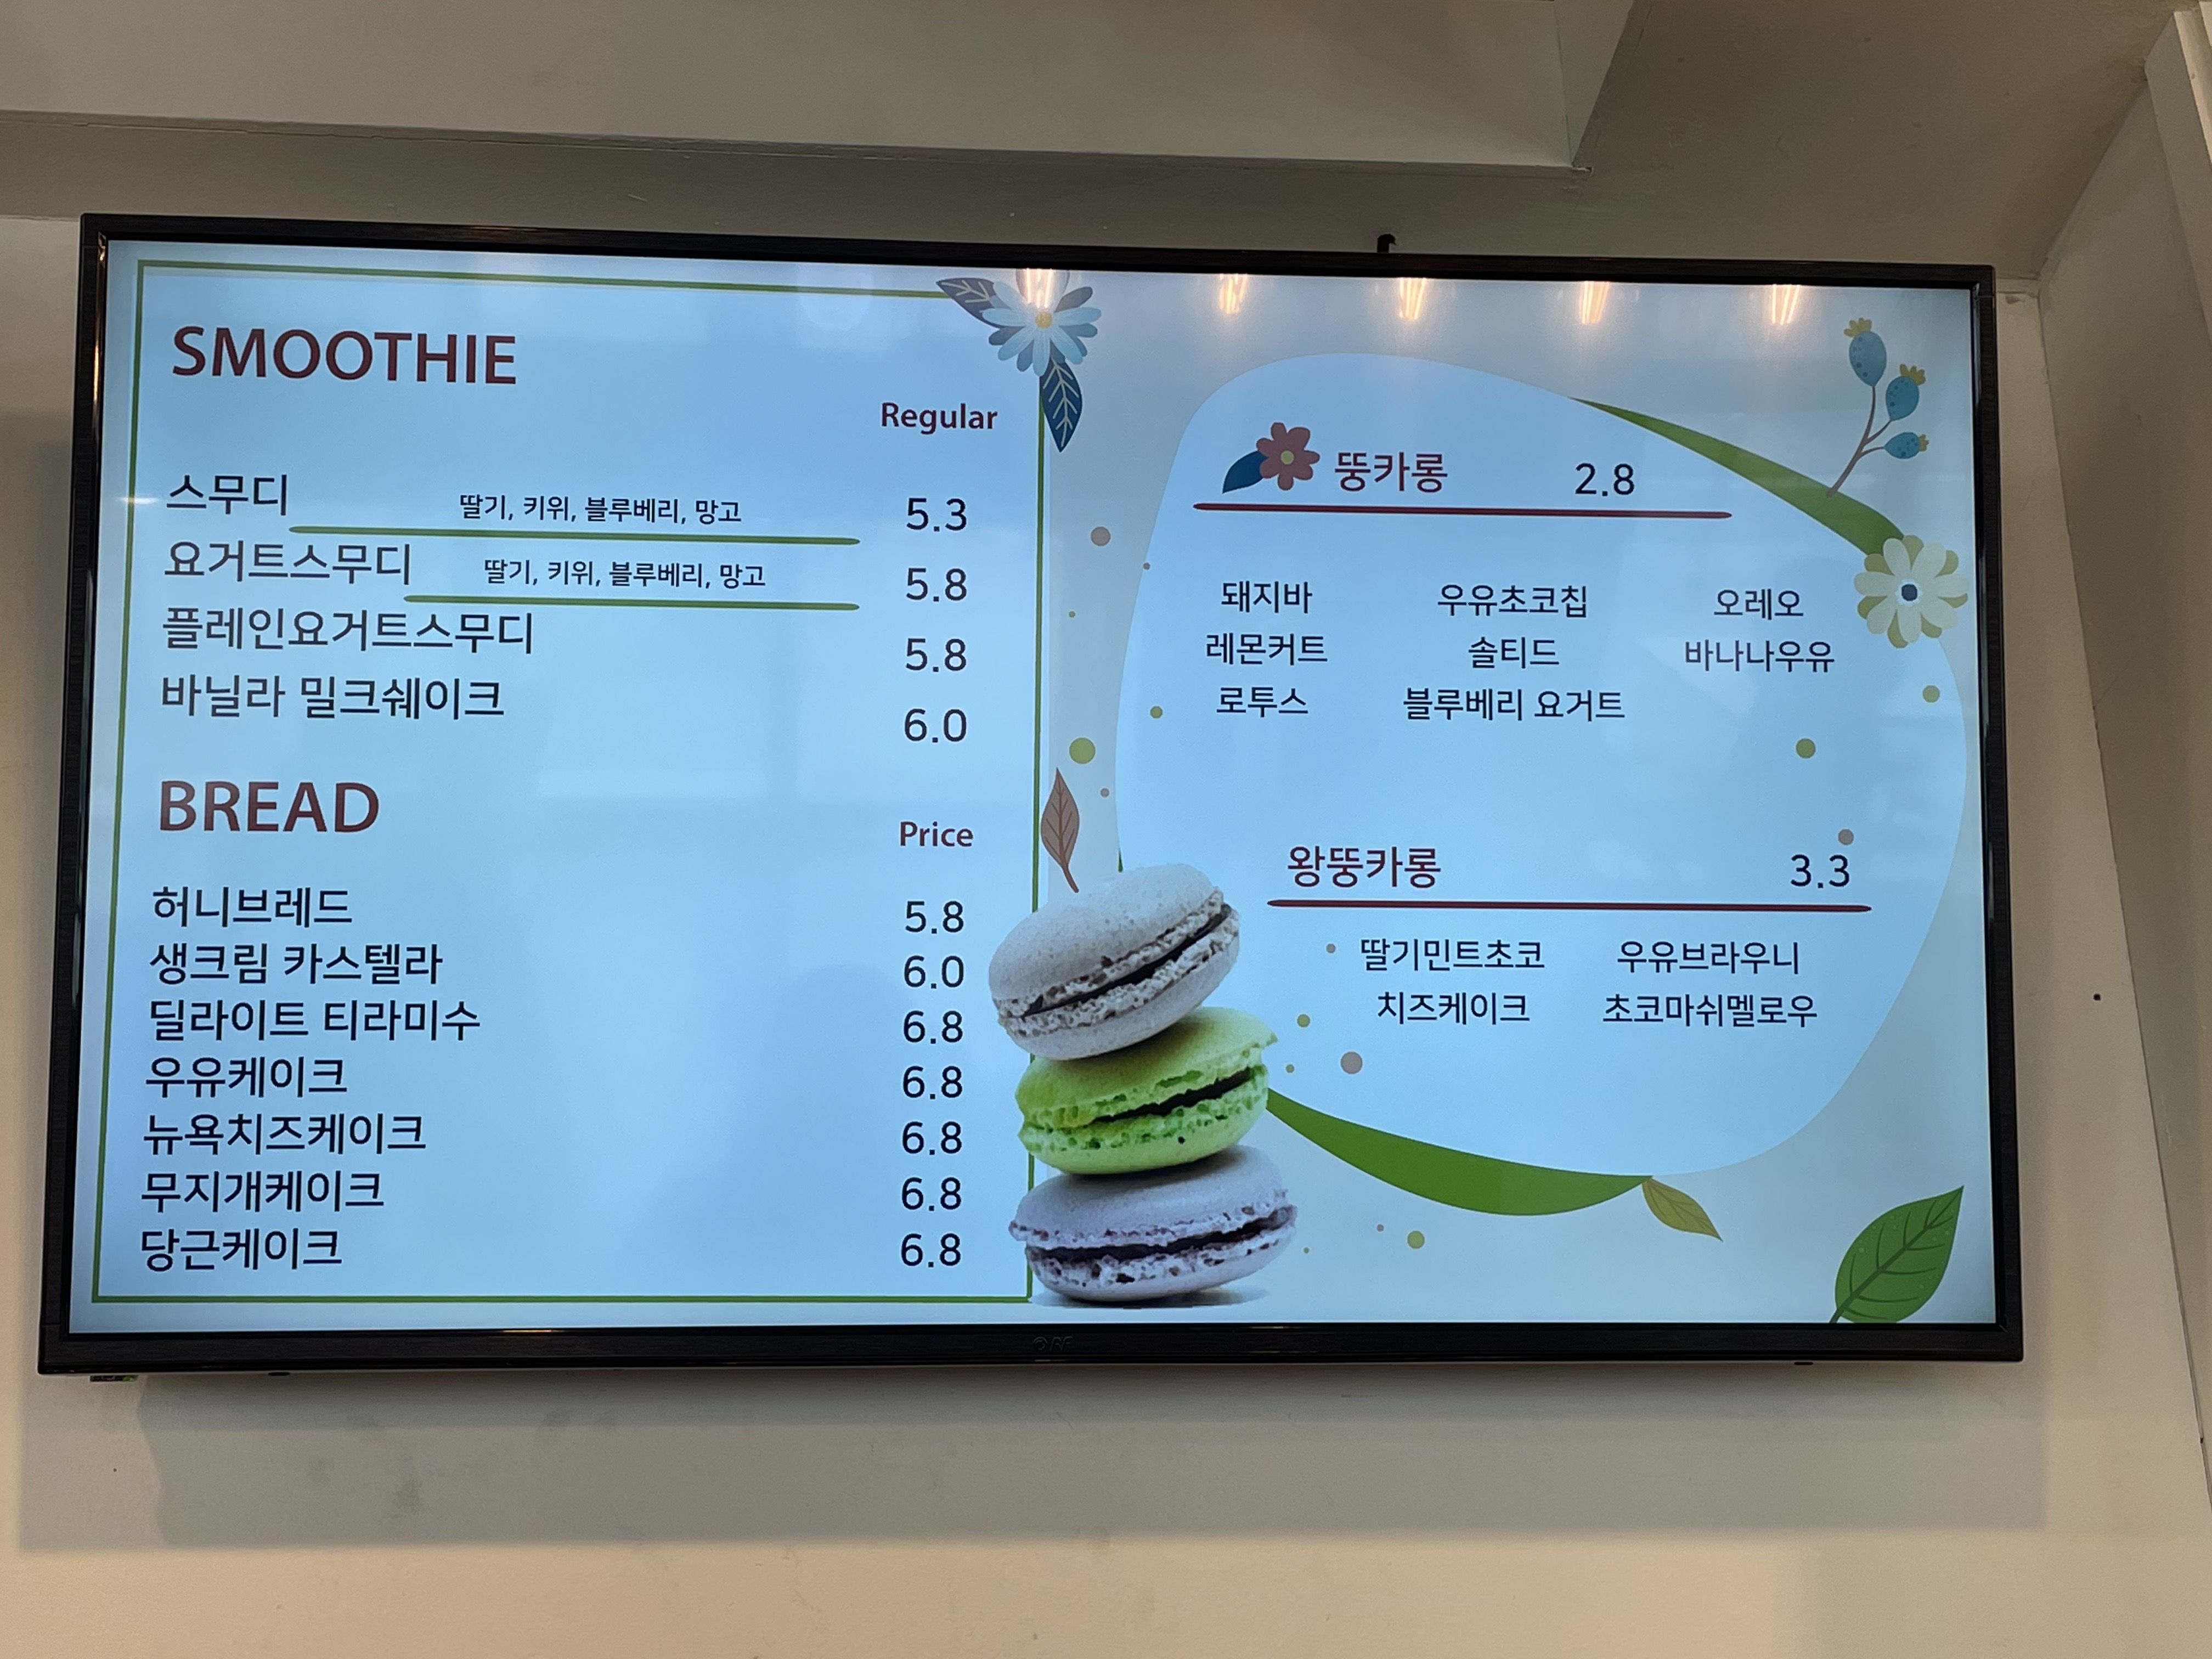 SMOOTHIE
Regular
스무디 딸기, 키위, 블루베리, 망고 5.3
요거트스무디 딸기, 키위, 블루베리, 망고 5.8
플레인요거트스무디 5.8
바닐라 밀크쉐이크 6.0
BREAD
Price
허니브레드 5.8
생크림 카스텔라 6.0
딜라이트 티라미수 6.8
우유케이크 6.8
뉴욕치즈케이크 6.8
무지개케이크 6.8
당근케이크 6.8
뚱카롱 2.8
돼지바 우유초코칩 오레오
레몬커트 솔티드 바나나우유
로투스 블루베리 요거트
왕뚱카롱 3.3
딸기민트초코 우유브라우니
치즈케이크 초코마쉬멜로우